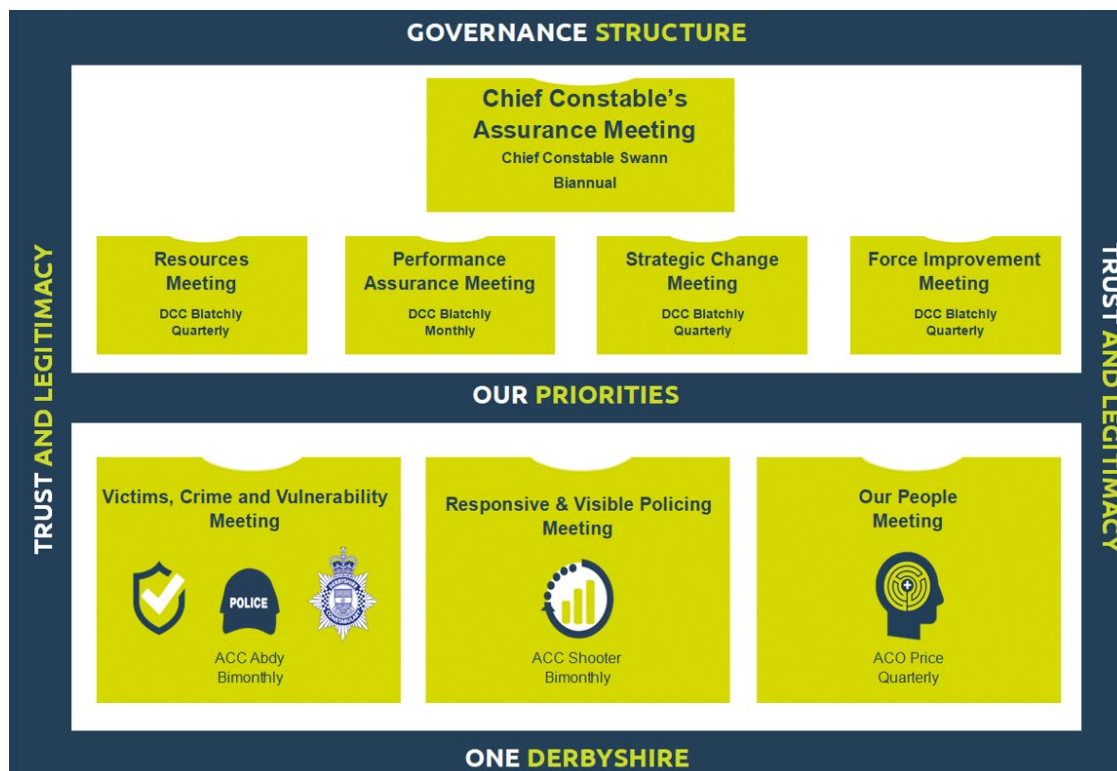 GOVERNANCE STRUCTURE
Chief Constable's
Assurance Meeting
Chief Constable Swann
Biannual
Resources
Meeting
DCC Blatchly
Quarterly
Performance
Assurance Meeting
DCC Blatchly
Monthly
Strategic Change
Meeting
DCC Blatchly
Quarterly
Force Improvement
Meeting
DCC Blatchly
Quarterly
TRUST AND LEGITIMACY
TRUST AND LEGITIMACY
OUR PRIORITIES
Victims, Crime and Vulnerability
Meeting
POLICE
DERBYSHIRE
CONSTABULARY
ACC Abdy
Bimonthly
Responsive & Visible Policing
Meeting
ACC Shooter
Bimonthly
Our People
Meeting
ACO Price
Quarterly
ONE DERBYSHIRE